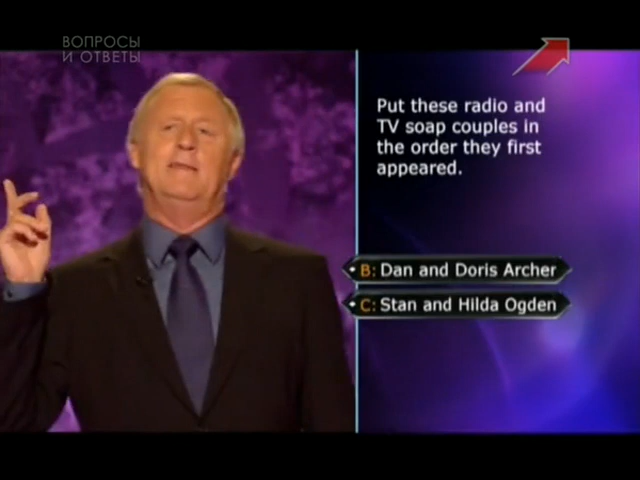 ВОПРОСЫ
И ОТВЕТЫ
Put these radio and
TV soap couples in
the order they first
appeared.
B: Dan and Doris Archer
C: Stan and Hilda Ogden